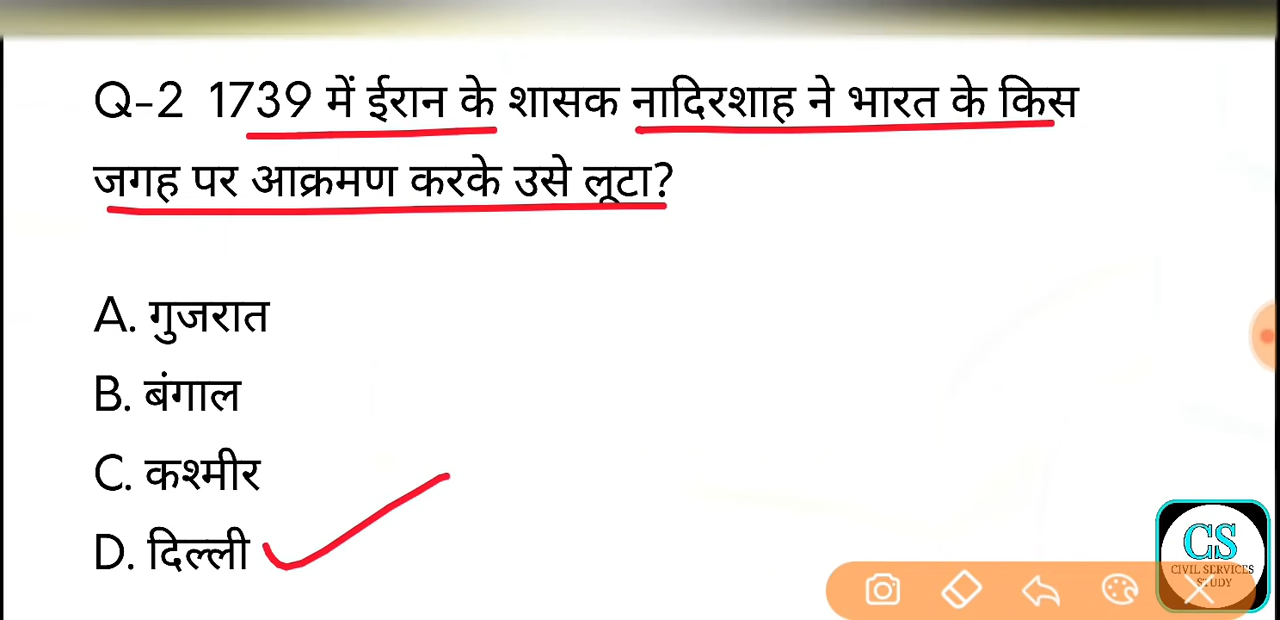 Q-2 1739 में ईरान के शासक नादिरशाह ने भारत के किस
जगह पर आक्रमण करके उसे लूटा?
A. गुजरात
B. बंगाल
C. कश्मीर
D. दिल्ली
CS
CIVIL SERVICES
STUDY